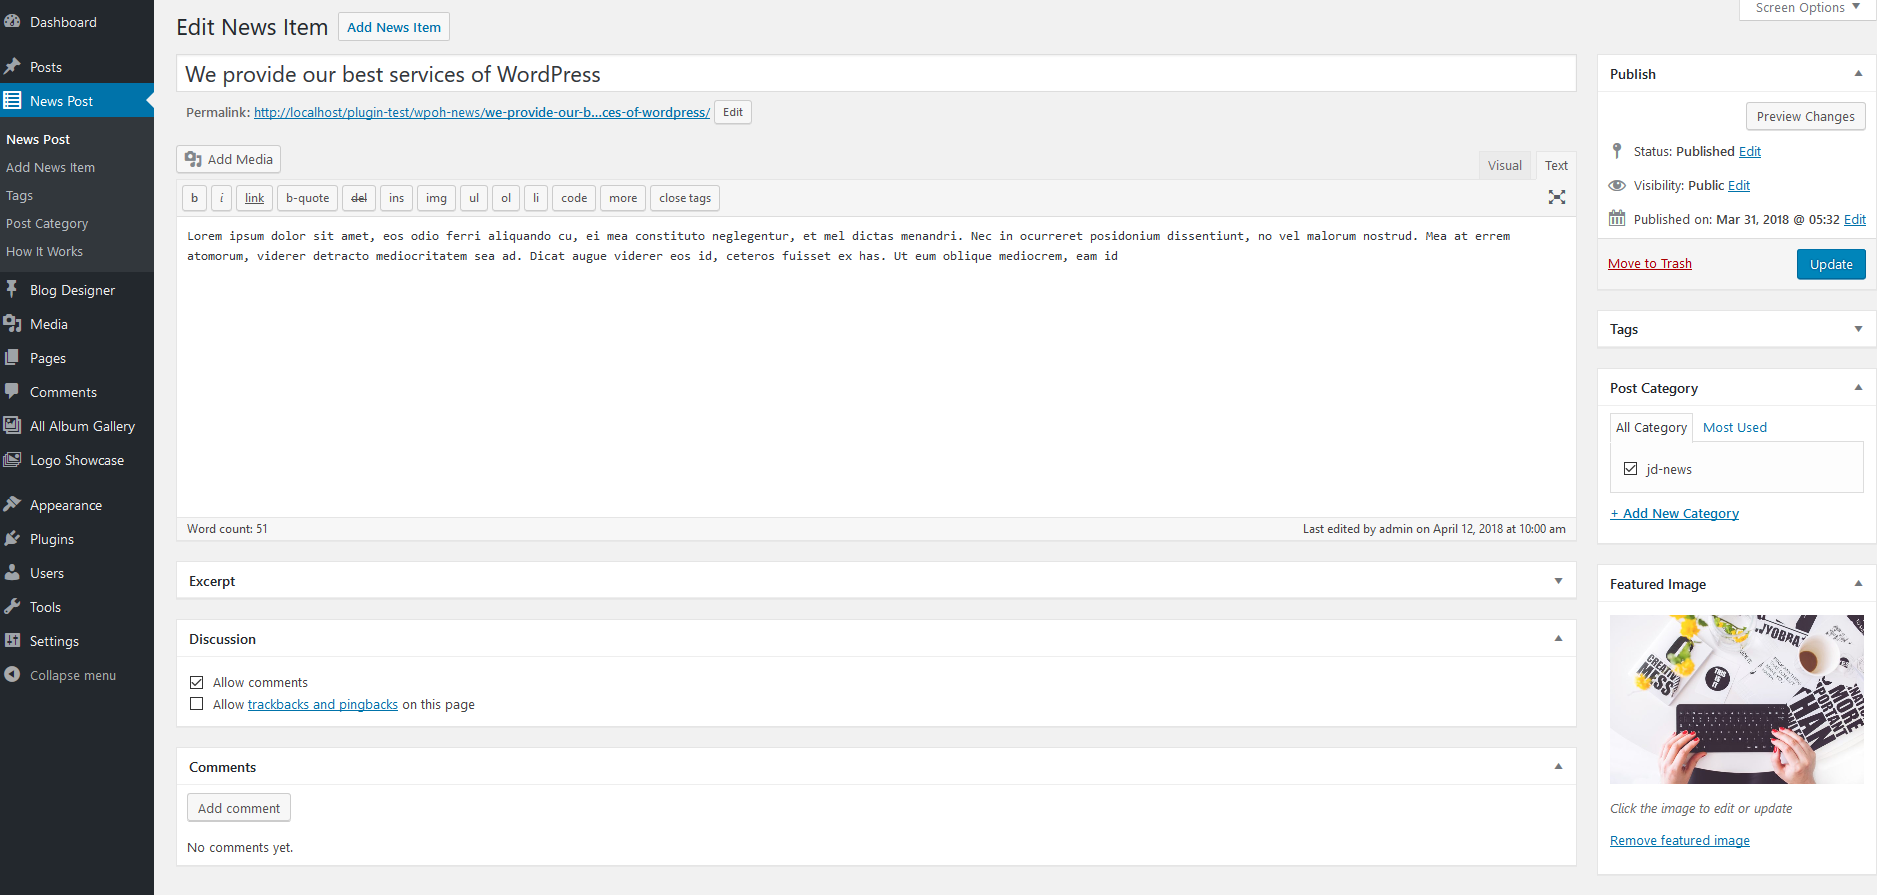 Dashboard
Posts
News Post
News Post
Add News Item
Tags
Post Category
How It Works
Blog Designer
Media
Pages
Comments
All Album Gallery
Logo Showcase
Appearance
Plugins
Users
Tools
Settings
Collapse menu
Screen Options
Edit News Item Add News Item
We provide our best services of WordPress
Permalink: http://localhost/plugin-test/wpoh-news/we-provide-our-b...ces-of-wordpress/ Edit
Add Media
Visual Text
b i link b-quote del ins img ul ol li code more close tags
Lorem ipsum dolor sit amet, eos odio ferri aliquando cu, ei mea constituto neglegentur, et mel dictas menandri. Nec in ocurreret posidonium dissentiunt, no vel malorum nostrud. Mea at errem
atomorum, viderer detracto mediocritatem sea ad. Dicat augue viderer eos id, ceteros fuisset ex has. Ut eum oblique mediocrem, eam id
Word count: 51 Last edited by admin on April 12, 2018 at 10:00 am
Excerpt
Discussion
Allow comments
Allow trackbacks and pingbacks on this page
Comments
Add comment
No comments yet.
Publish
Preview Changes
Status: Published Edit
Visibility: Public Edit
Published on: Mar 31, 2018 @ 05:32 Edit
Move to Trash Update
Tags
Post Category
All Category Most Used
jd-news
+ Add New Category
Featured Image
MESS
THIS
IS IT
IMPORTANT
MORE
THAN
Click the image to edit or update
Remove featured image